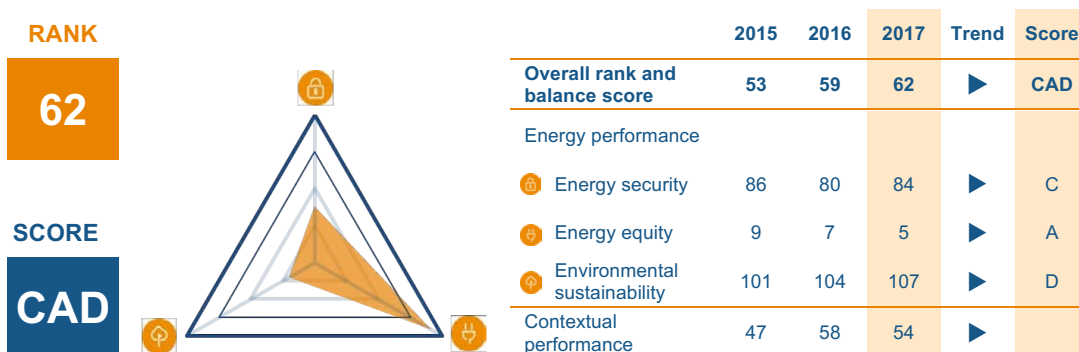 RANK
62
SCORE
CAD
2015 2016 2017 Trend Score
Overall rank and
balance score 53 59 62 CAD
Energy performance
Energy security 86 80 84 C
Energy equity 9 7 5 A
Environmental
sustainability 101 104 107 D
Contextual
performance 47 58 54